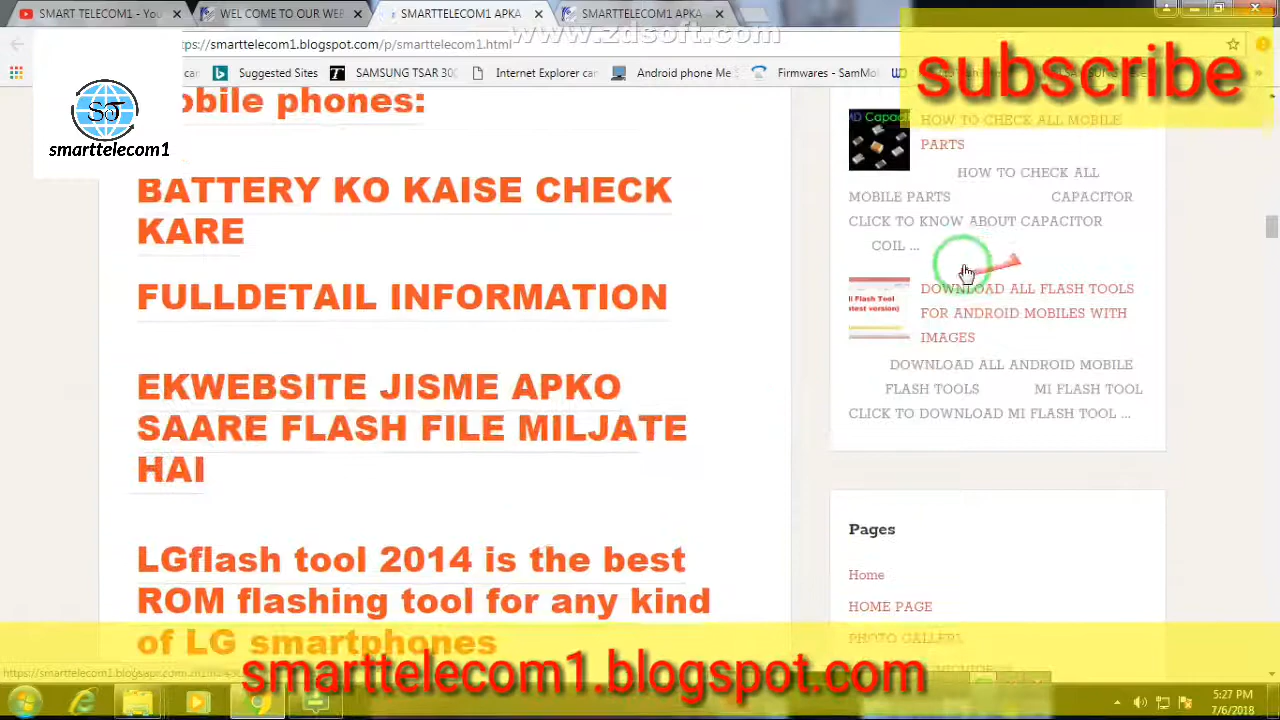 SMART TELECOM1 - You
WEL COME TO OUR WEB
SMARTTELECOM1 APKA
SMARTTELECOM1 APKA
www.zdsoft.com
tps://smarttelecom1.blogspot.com/p/smarttelecom1.html
Suggested Sites
SAMSUNG TSAR 30
Internet Explorer can
Android phone Me
Firmwares - SamMol
subscribe
SJT
smarttelecom1
obile phones:
BATTERY KO KAISE CHECK
KARE
FULLDETAIL INFORMATION
EKWEBSITE JISME APKO
SAARE FLASH FILE MILJATE
HAI
LGflash tool 2014 is the best
ROM flashing tool for any kind
of LG smartphones
HOW TO CHECK ALL MOBILE
PARTS
HOW TO CHECK ALL
MOBILE PARTS CAPACITOR
CLICK TO KNOW ABOUT CAPACITOR
COIL ...
DOWNLOAD ALL FLASH TOOLS
FOR ANDROID MOBILES WITH
IMAGES
DOWNLOAD ALL ANDROID MOBILE
FLASH TOOLS MI FLASH TOOL
CLICK TO DOWNLOAD MI FLASH TOOL ...
Pages
Home
HOME PAGE
PHOTO GALLERY
smarttelecom1.blogspot.com
5:27 PM
7/6/2018